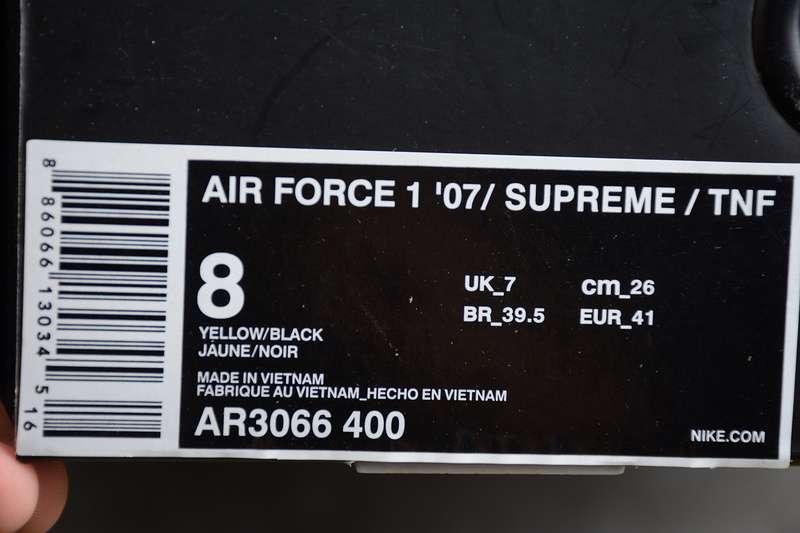 AIR FORCE 1 '07/ SUPREME / TNF
8
UK_7 cm_26
BR_39.5 EUR_41
YELLOW/BLACK
JAUNE/NOIR
MADE IN VIETNAM
FABRIQUE AU VIETNAM_HECHO EN VIETNAM
AR3066 400
NIKE.COM
8 86066 13034 5 16